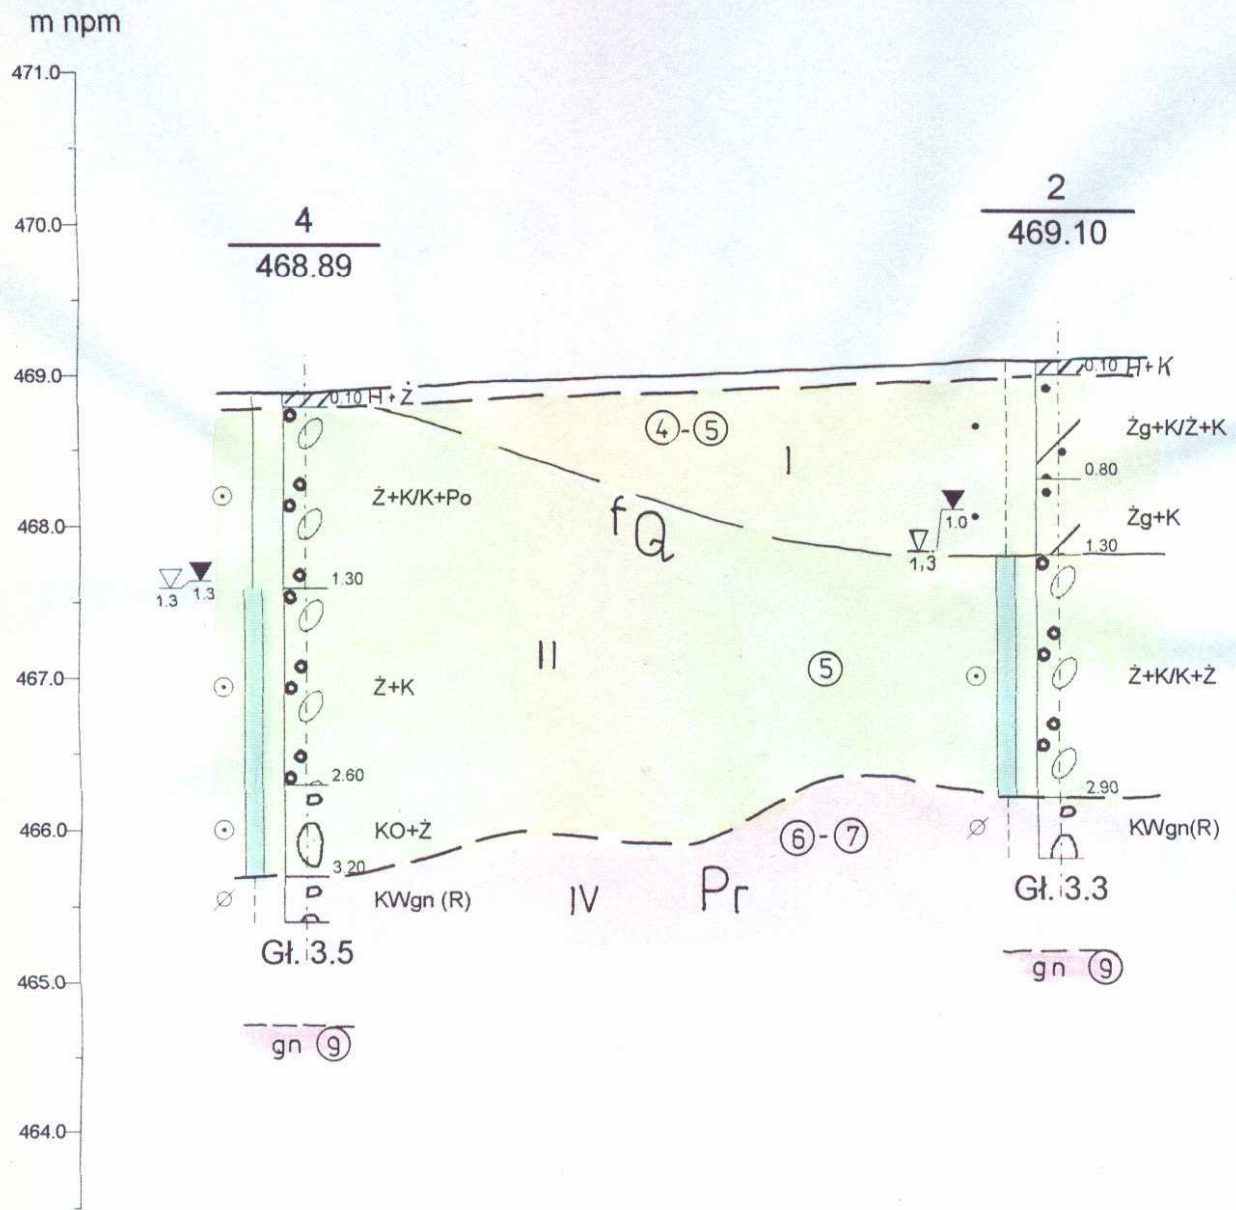 m npm
471.0
470.0
469.0
468.0
467.0
466.0
465.0
464.0
4
468.89
0.10 H+Ż
Ż+K/K+Po
1.30
1.3 1.3
Ż+K
2.60
KO+Ż
3.20
KWgn (R)
Gł. 3.5
gn 9
4-5
I
fQ
II
5
6-7
IV
Pr
2
469.10
0.10 H+K
Żg+K/Ż+K
0.80
Żg+K
1.0
1,3
1.30
Ż+K/K+Ż
2.90
KWgn(R)
Gł. 3.3
gn 9